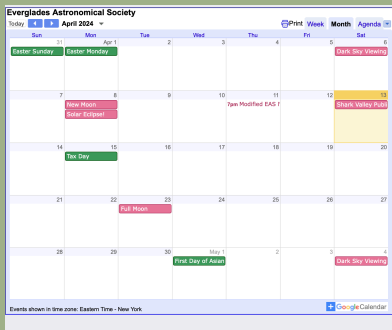 Everglades Astronomical Society
Today April 2024 Print Week Month Agenda
Sun Mon Tue Wed Thu Fri Sat
31 Apr 1 2 3 4 5 6
Easter Sunday Easter Monday Dark Sky Viewing
7 8 9 10 11 12 13
New Moon 7pm Modified EAS Shark Valley Publi
Solar Eclipse!
14 15 16 17 18 19 20
Tax Day
21 22 23 24 25 26 27
Full Moon
28 29 30 May 1 2 3 4
First Day of Asian Dark Sky Viewing
Events shown in time zone: Eastern Time - New York
GoogleCalendar